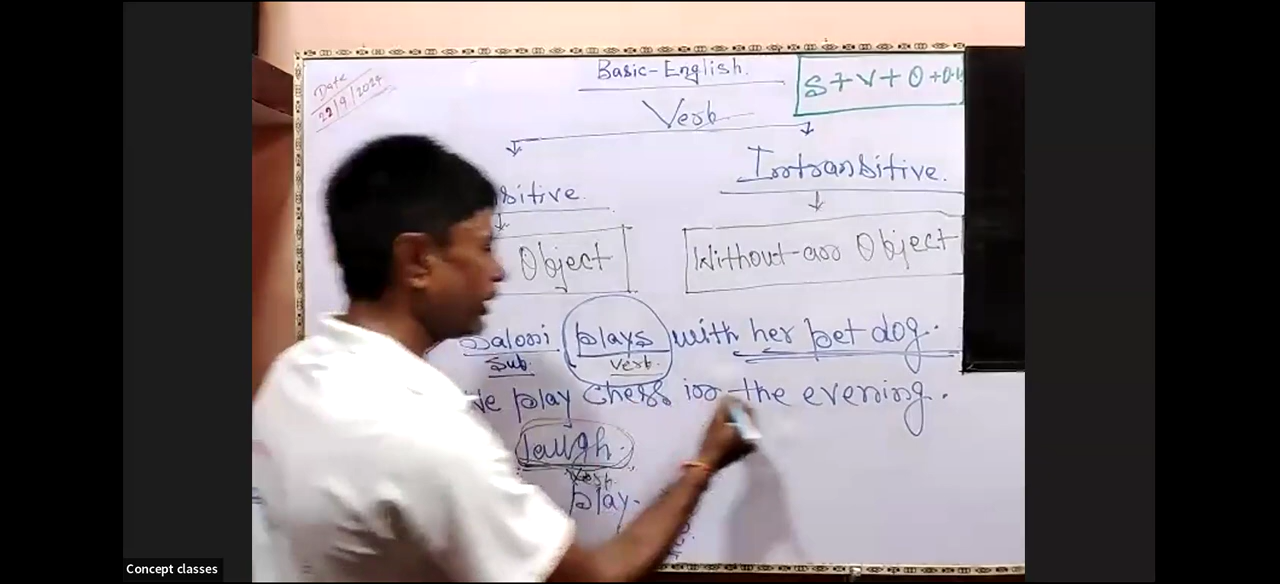 Date
22/9/2024
Basic-English.
S+V+O+O.W
Verb
sitive
Intransitive.
Object
Without-an Object
Saloni plays with her pet dog.
Sub. Verb.
We play chess in the evening.
laugh.
Verb.
play.
Concept classes